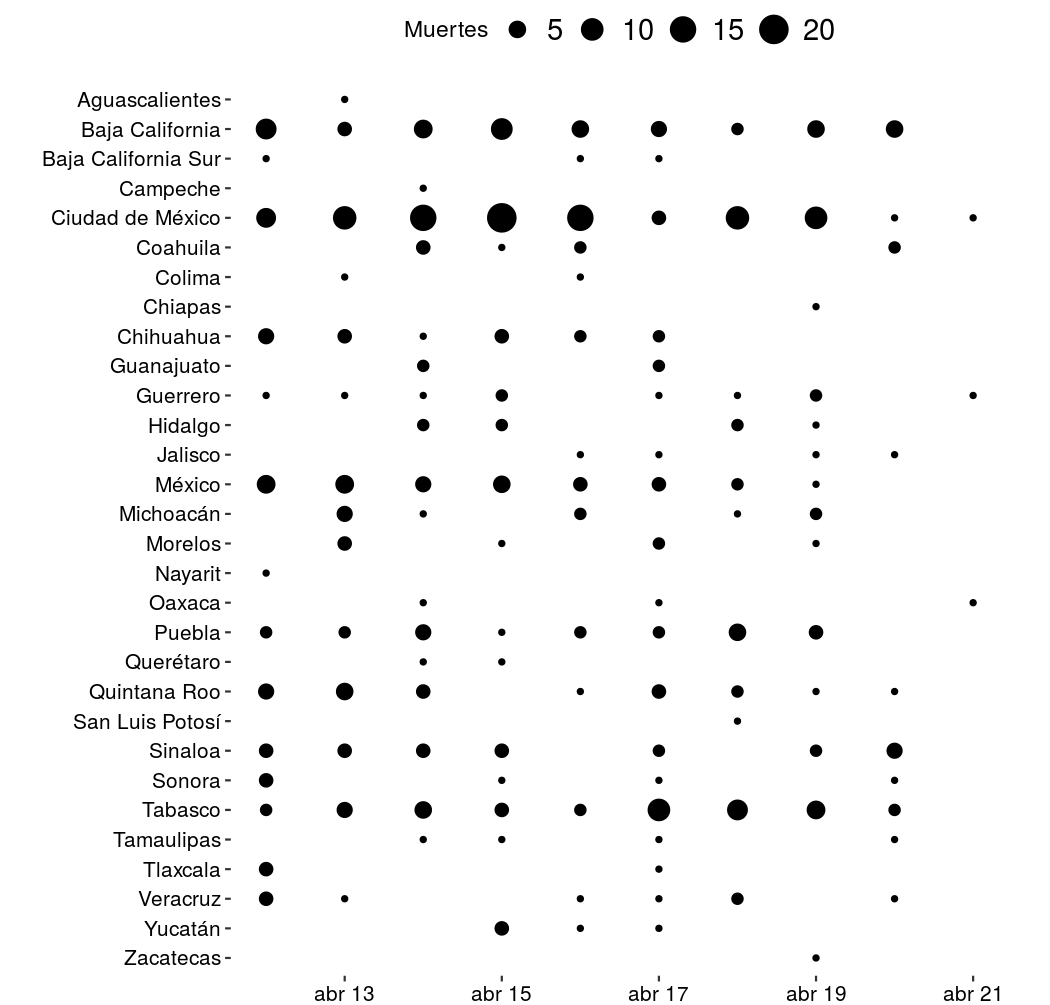 Muertes 5 10 15 20
Aguascalientes
Baja California
Baja California Sur
Campeche
Ciudad de México
Coahuila
Colima
Chiapas
Chihuahua
Guanajuato
Guerrero
Hidalgo
Jalisco
México
Michoacán
Morelos
Nayarit
Oaxaca
Puebla
Querétaro
Quintana Roo
San Luis Potosí
Sinaloa
Sonora
Tabasco
Tamaulipas
Tlaxcala
Veracruz
Yucatán
Zacatecas
abr 13 abr 15 abr 17 abr 19 abr 21